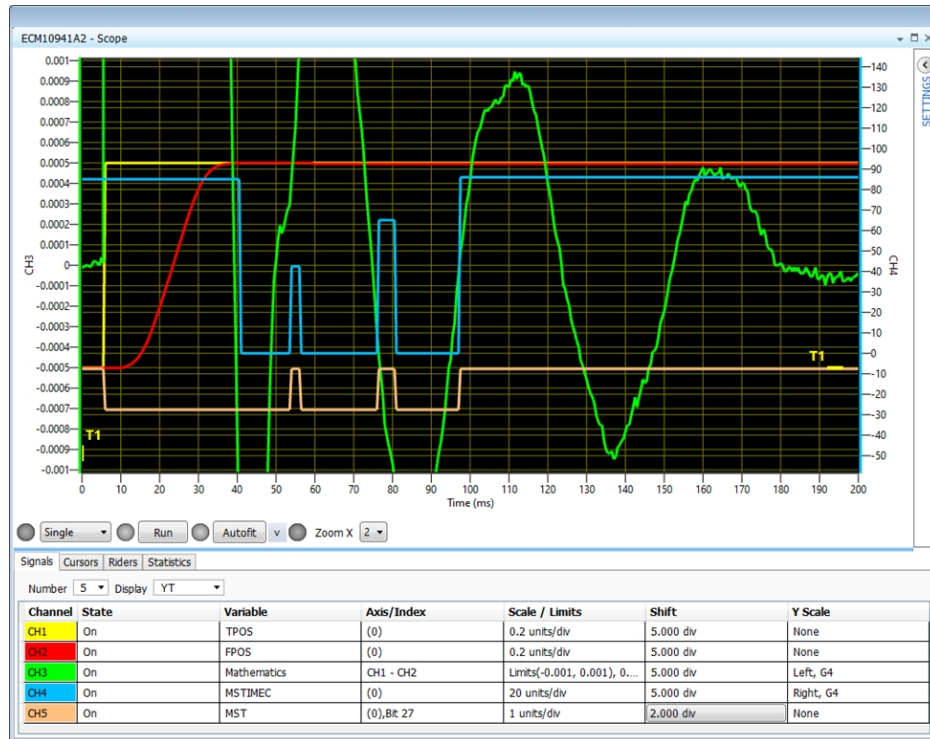 ECM10941A2 - Scope
SETTINGS
CH3
0.001
0.0009
0.0008
0.0007
0.0006
0.0005
0.0004
0.0003
0.0002
0.0001
0
-0.0001
-0.0002
-0.0003
-0.0004
-0.0005
-0.0006
-0.0007
-0.0008
-0.0009
-0.001
T1
T1
140
130
120
110
100
90
80
70
60
50
40
30
20
10
0
-10
-20
-30
-40
-50
CH4
0 10 20 30 40 50 60 70 80 90 100 110 120 130 140 150 160 170 180 190 200
Time (ms)
Single Run Autofit v Zoom X 2
Signals Cursors Riders Statistics
Number 5 Display YT
Channel State Variable Axis/Index Scale / Limits Shift Y Scale
CH1 On TPOS (0) 0.2 units/div 5.000 div None
CH2 On FPOS (0) 0.2 units/div 5.000 div None
CH3 On Mathematics CH1 - CH2 Limits(-0.001, 0.001), 0.... 5.000 div Left, G4
CH4 On MSTIMEC (0) 20 units/div 5.000 div Right, G4
CH5 On MST (0),Bit 27 1 units/div 2.000 div None